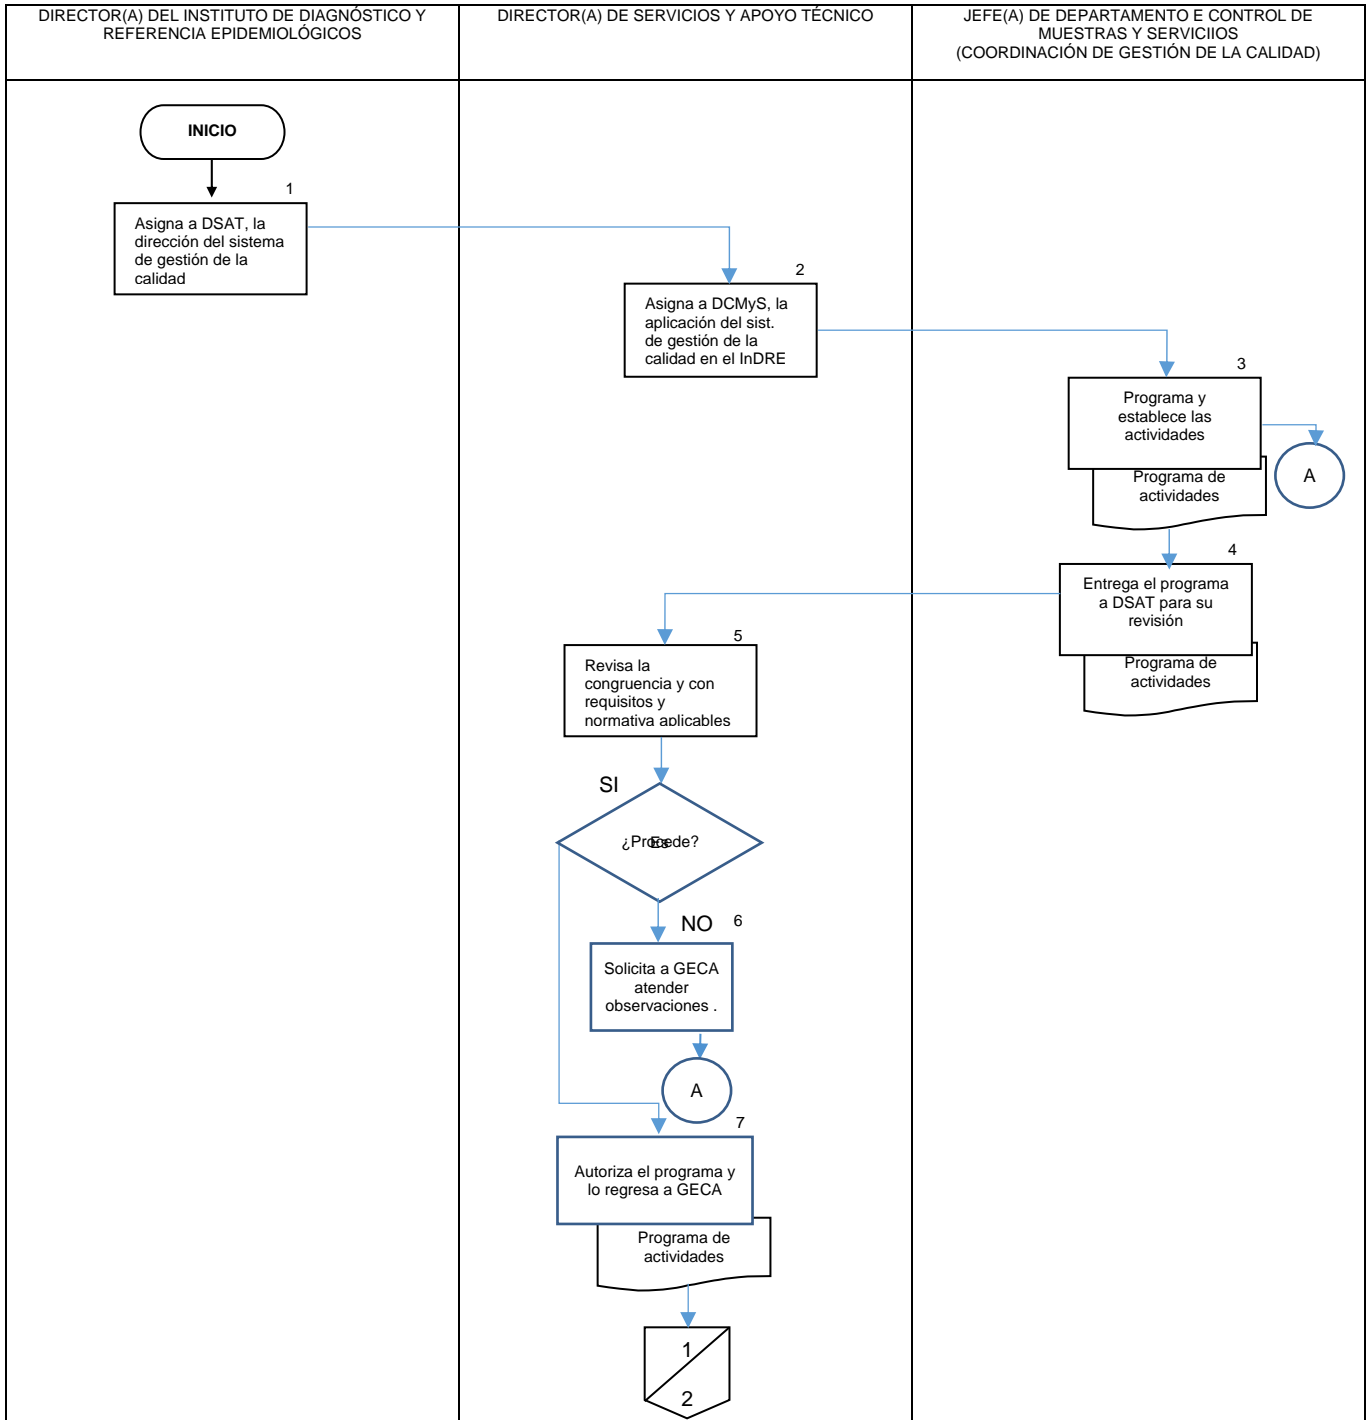 DIRECTOR(A) DEL INSTITUTO DE DIAGNÓSTICO Y
REFERENCIA EPIDEMIOLÓGICOS
DIRECTOR(A) DE SERVICIOS Y APOYO TÉCNICO
JEFE(A) DE DEPARTAMENTO E CONTROL DE
MUESTRAS Y SERVICIIOS
(COORDINACIÓN DE GESTIÓN DE LA CALIDAD)
INICIO
1
Asigna a DSAT, la
dirección del sistema
de gestión de la
calidad
2
Asigna a DCMyS, la
aplicación del sist.
de gestión de la
calidad en el InDRE
3
Programa y
establece las
actividades
Programa de
actividades
A
4
Entrega el programa
a DSAT para su
revisión
Programa de
actividades
5
Revisa la
congruencia y con
requisitos y
normativa aplicables
SI
¿Procede?
Es
NO
6
Solicita a GECA
atender
observaciones .
A
7
Autoriza el programa y
lo regresa a GECA
Programa de
actividades
1
2